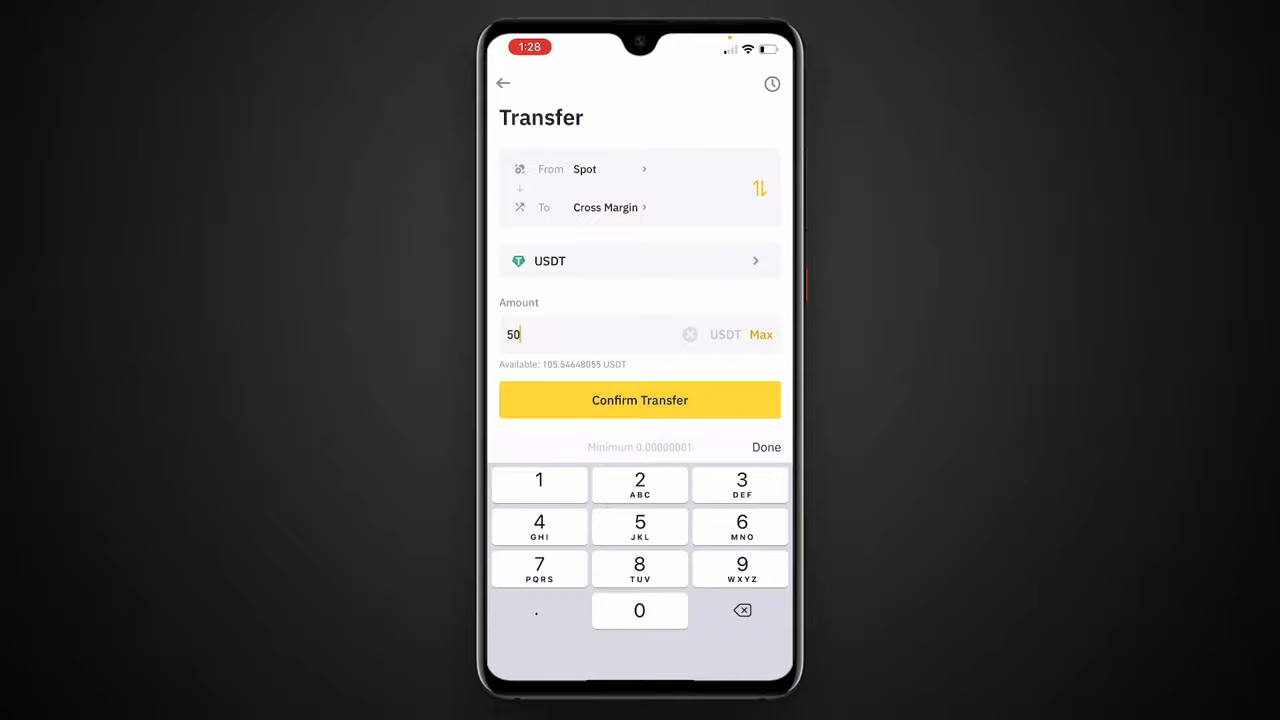 1:28
Transfer
From Spot
To Cross Margin
USDT
Amount
50 USDT Max
Available: 105.54648055 USDT
Confirm Transfer
Minimum 0.00000001 Done
1 2 3
ABC DEF
4 5 6
GHI JKL MNO
7 8 9
PQRS TUV WXYZ
. 0